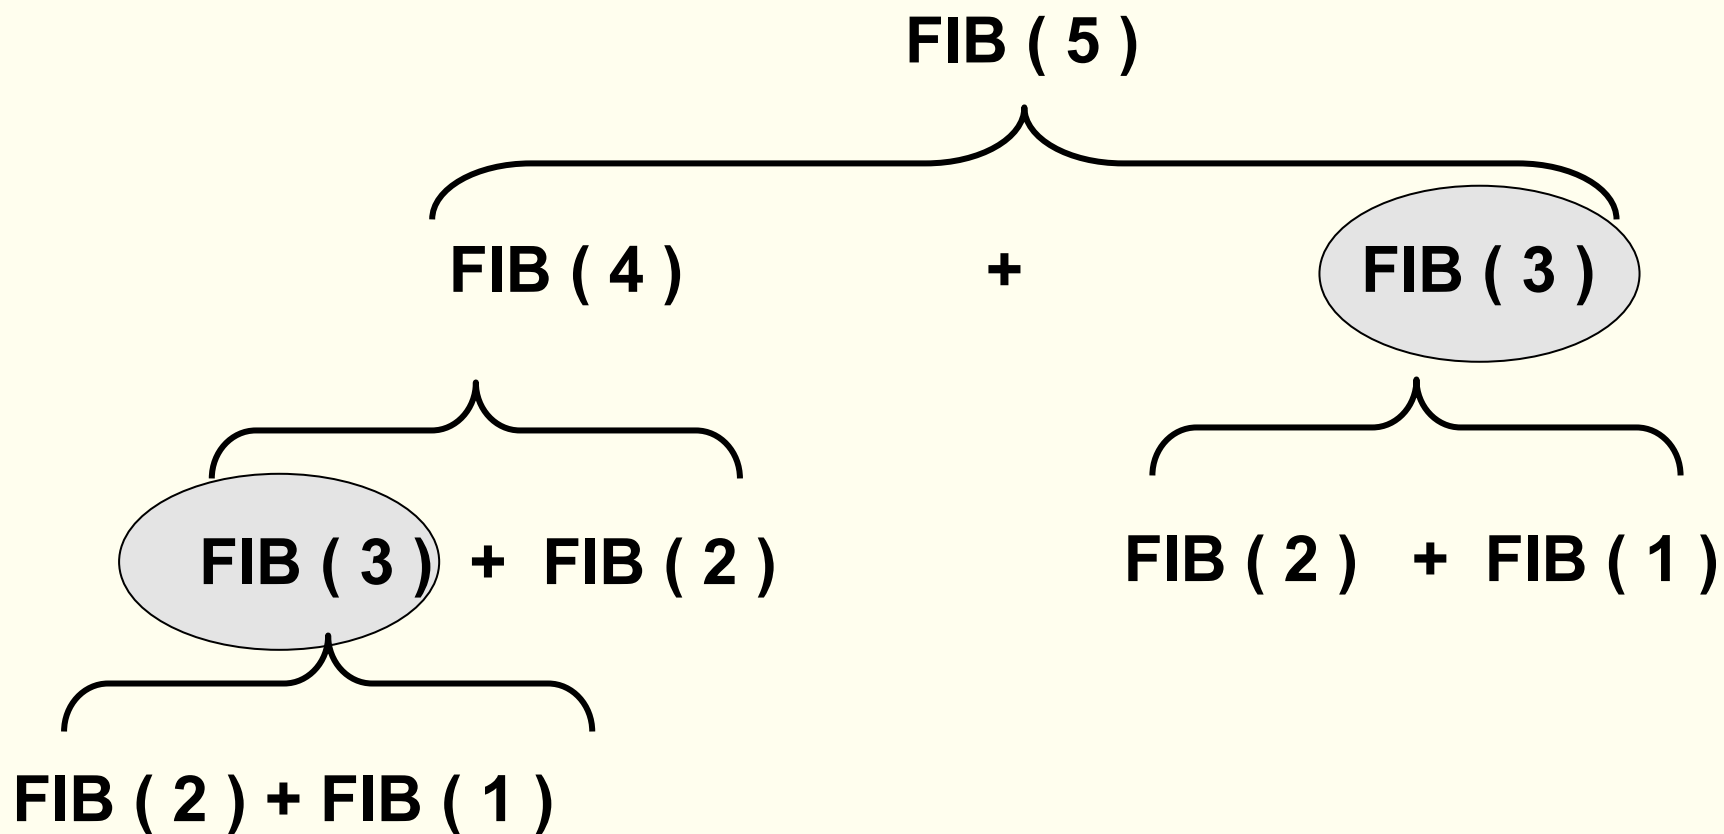 FIB ( 5 )
FIB ( 4 ) + FIB ( 3 )
FIB ( 3 ) + FIB ( 2 ) FIB ( 2 ) + FIB ( 1 )
FIB ( 2 ) + FIB ( 1 )